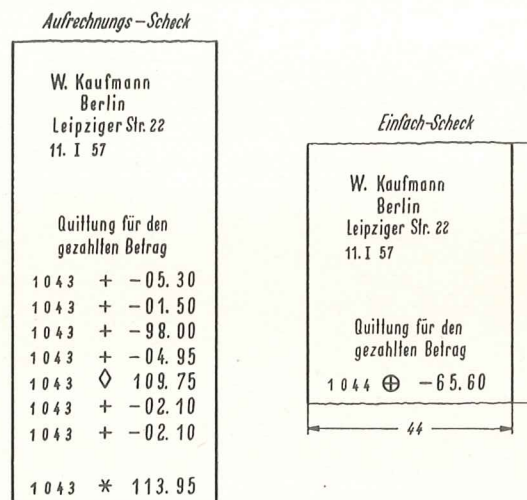 Aufrechnungs-Scheck
W. Kaufmann
Berlin
Leipziger Str. 22
11. I 57
Quittung für den
gezahlten Betrag
1043 + -05.30
1043 + -01.50
1043 + -98.00
1043 + -04.95
1043 ◊ 109.75
1043 + -02.10
1043 + -02.10
1043 * 113.95
Einfach-Scheck
W. Kaufmann
Berlin
Leipziger Str. 22
11. I 57
Quittung für den
gezahlten Betrag
1044 ⊕ -65.60
44